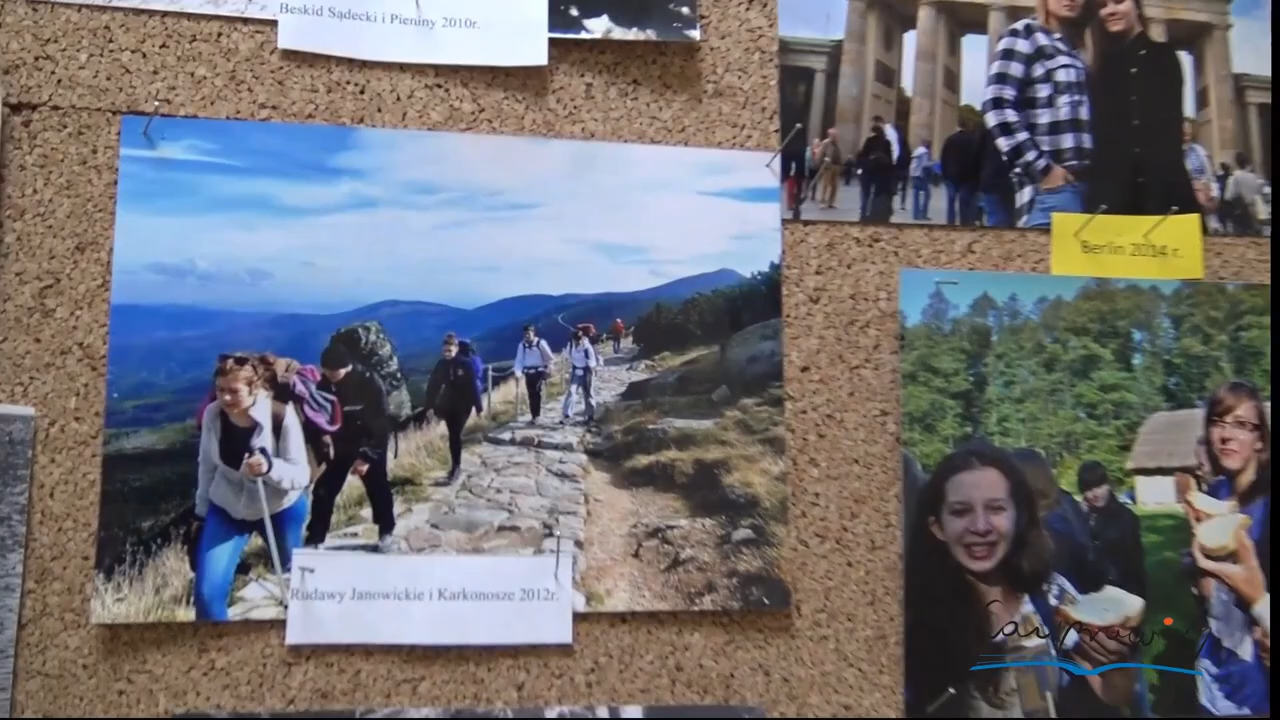 Beskid Sądecki i Pieniny 2010r.
Berlin 2014 r.
Rudawy Janowickie i Karkonosze 2012r.